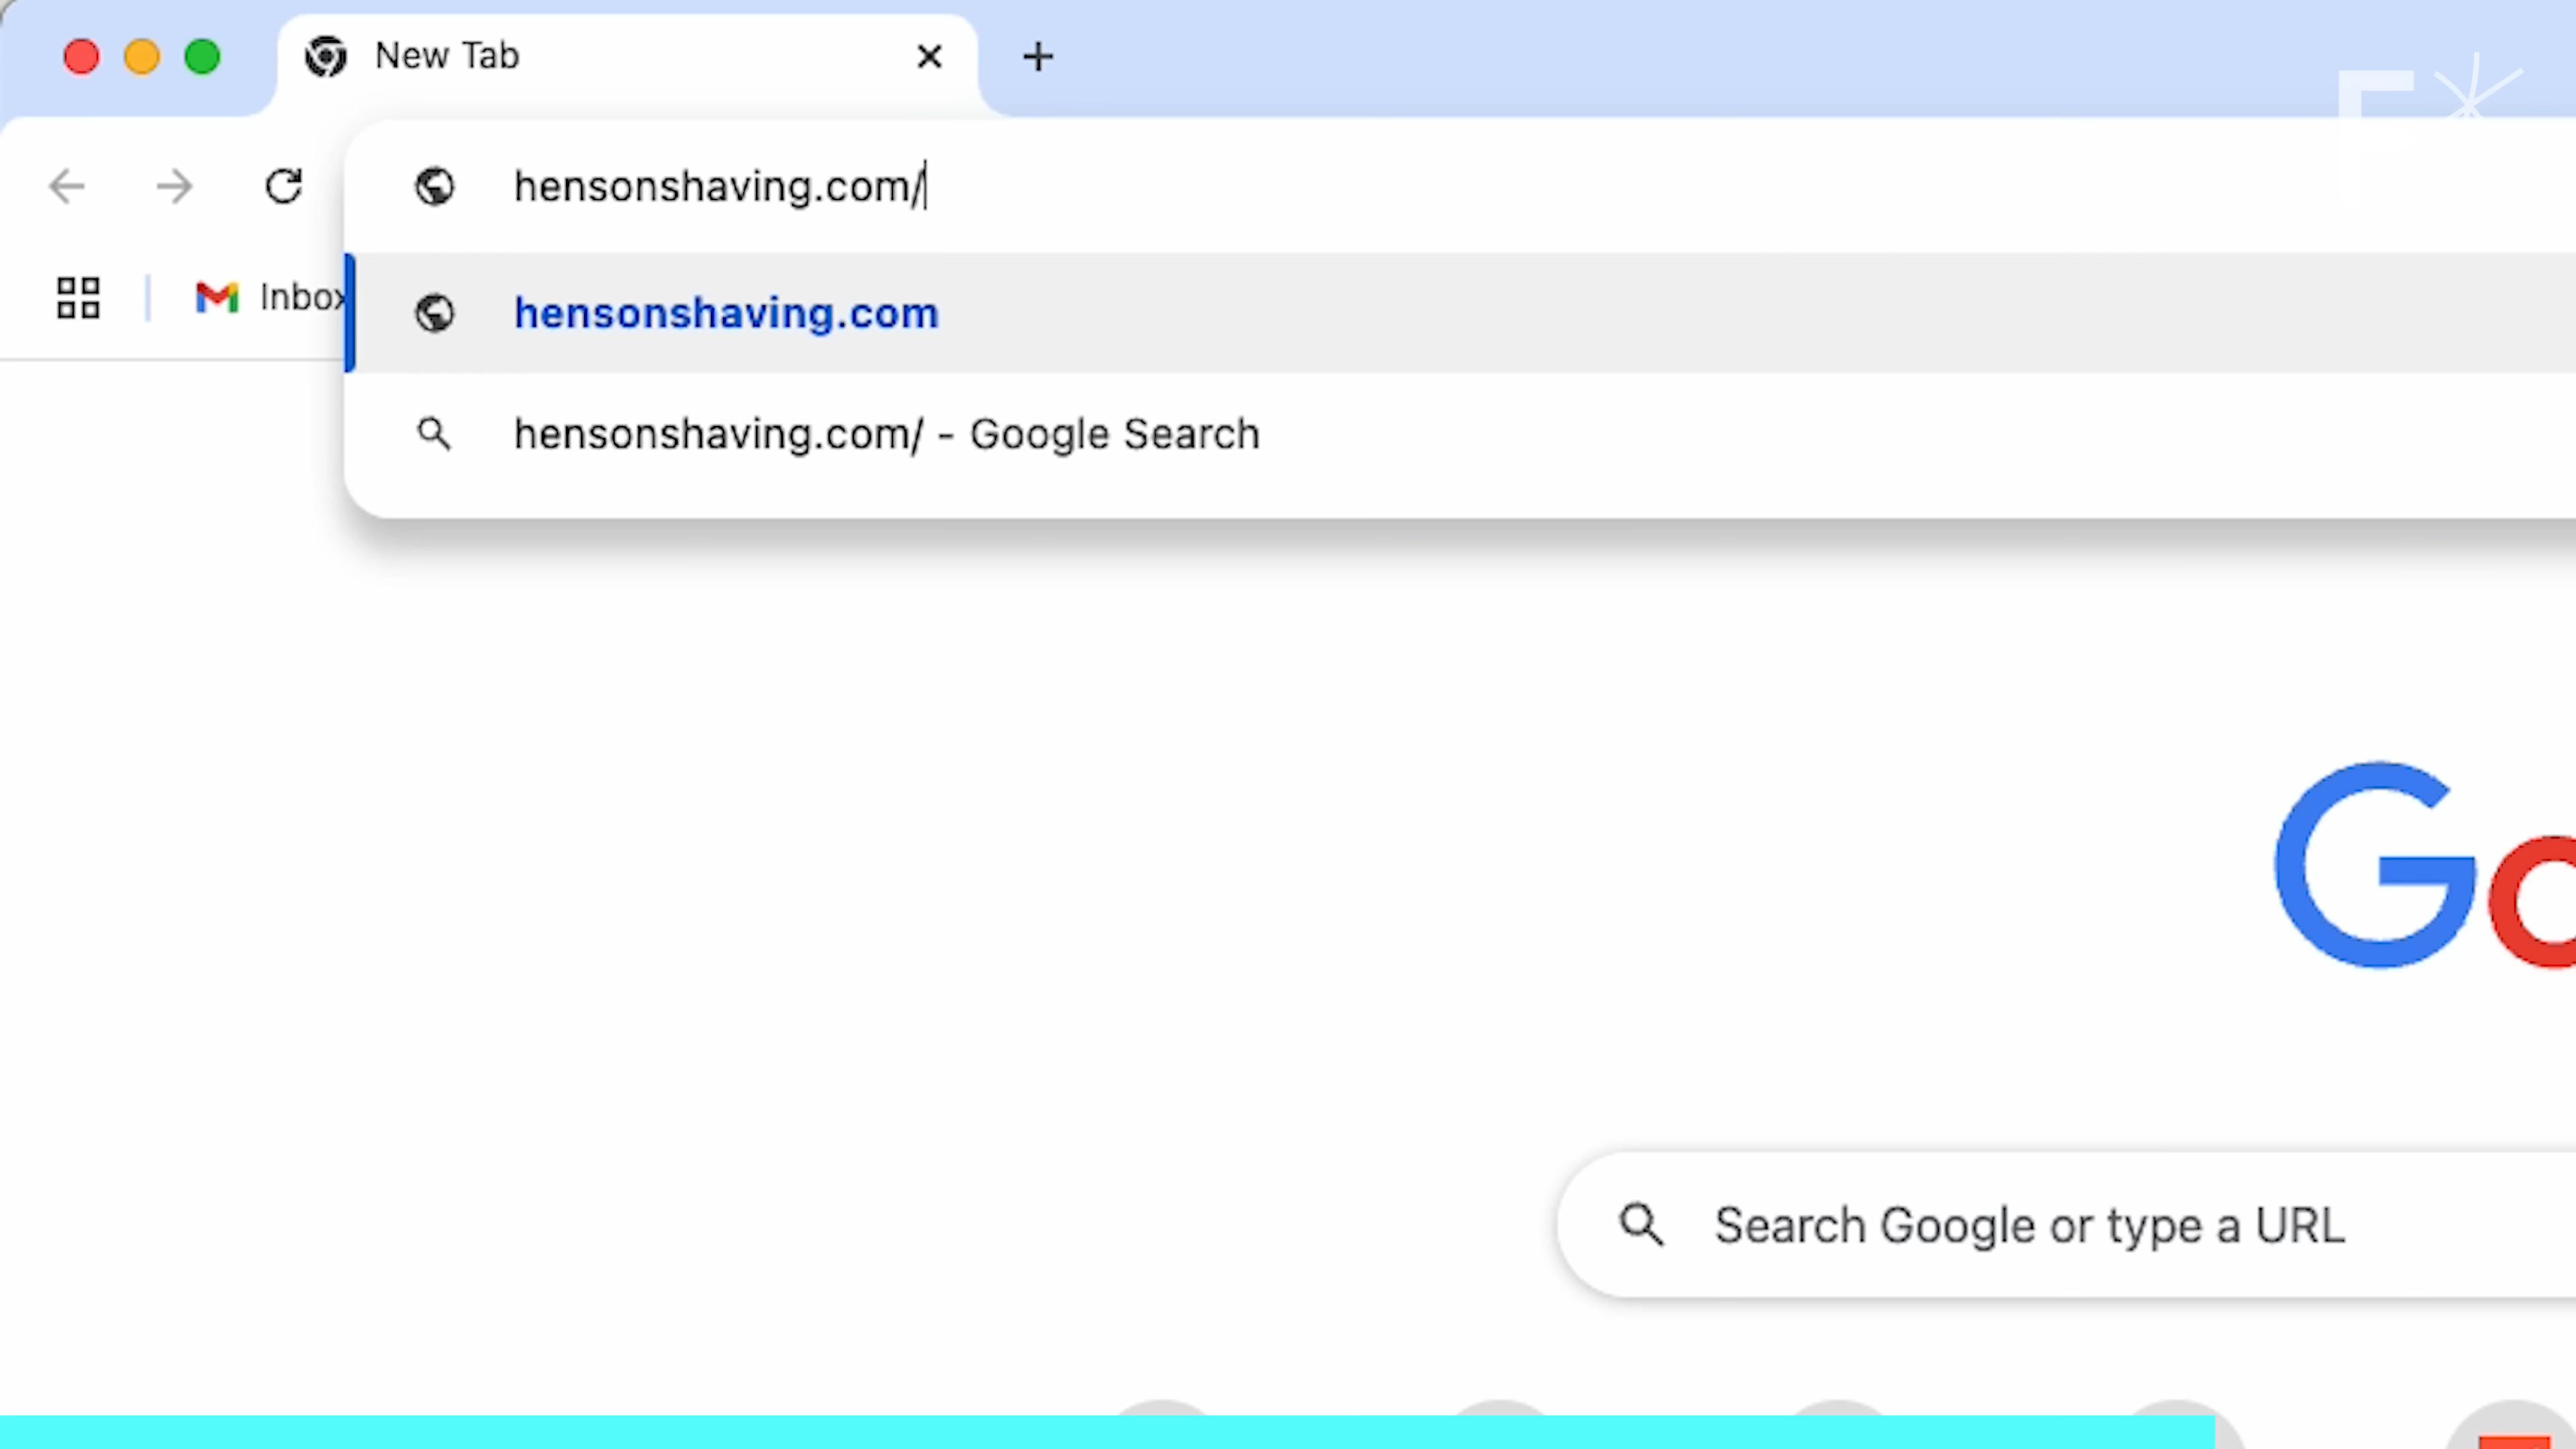 New Tab
hensonshaving.com/
Inbox
hensonshaving.com
hensonshaving.com/ - Google Search
Go
Search Google or type a URL